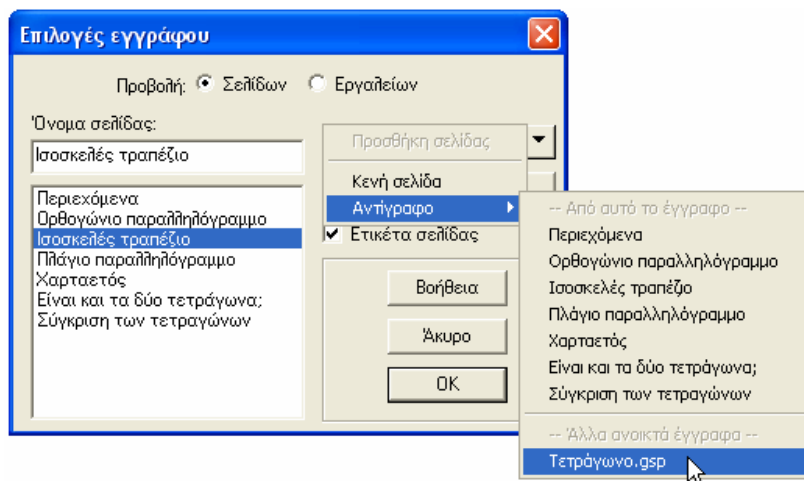 Επιλογές εγγράφου
Προβολή: Σελίδων Εργαλείων
Όνομα σελίδας:
Ισοσκελές τραπέζιο
Περιεχόμενα
Ορθογώνιο παραλληλόγραμμο
Ισοσκελές τραπέζιο
Πλάγιο παραλληλόγραμμο
Χαρταετός
Είναι και τα δύο τετράγωνα;
Σύγκριση των τετραγώνων
Προσθήκη σελίδας
Κενή σελίδα
Αντίγραφο
Ετικέτα σελίδας
Βοήθεια
Άκυρο
OK
-- Από αυτό το έγγραφο --
Περιεχόμενα
Ορθογώνιο παραλληλόγραμμο
Ισοσκελές τραπέζιο
Πλάγιο παραλληλόγραμμο
Χαρταετός
Είναι και τα δύο τετράγωνα;
Σύγκριση των τετραγώνων
-- Άλλα ανοικτά έγγραφα --
Τετράγωνο.gsp